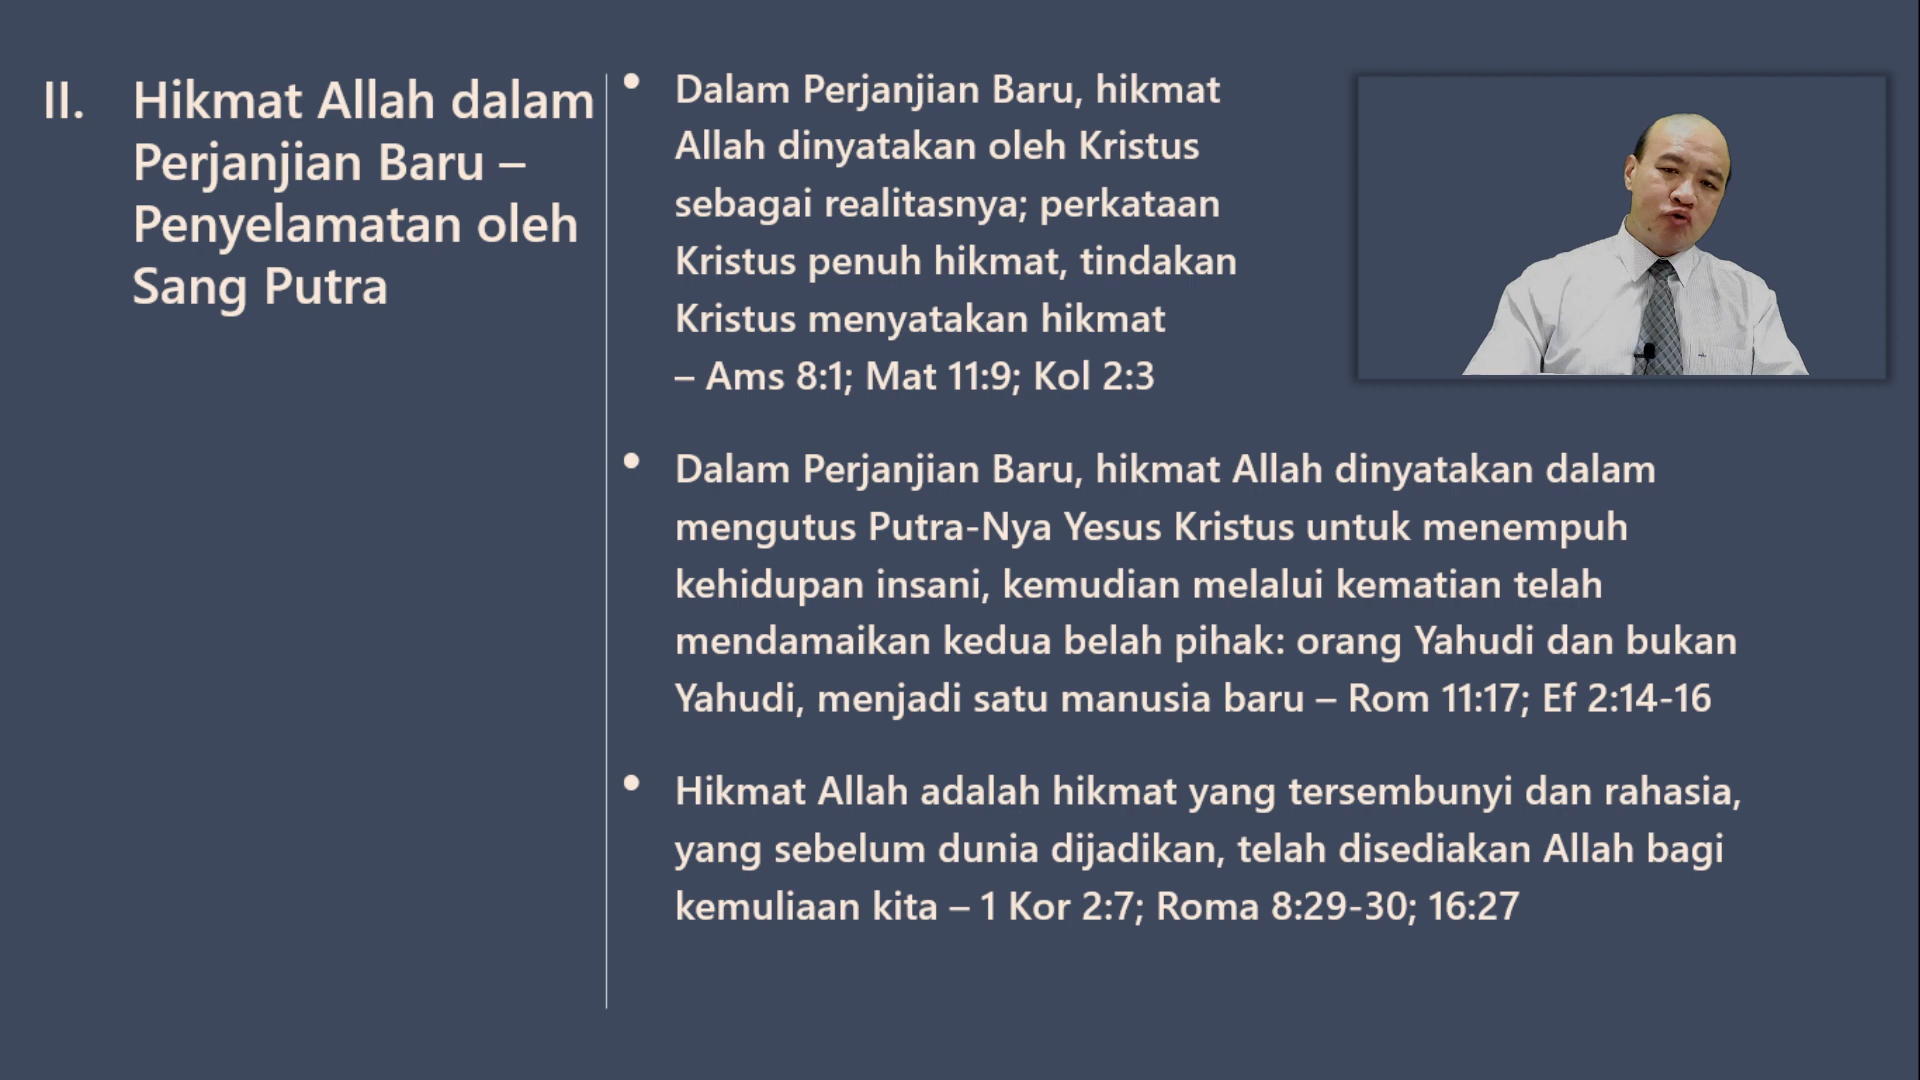 II. Hikmat Allah dalam
Perjanjian Baru –
Penyelamatan oleh
Sang Putra
• Dalam Perjanjian Baru, hikmat
Allah dinyatakan oleh Kristus
sebagai realitasnya; perkataan
Kristus penuh hikmat, tindakan
Kristus menyatakan hikmat
– Ams 8:1; Mat 11:9; Kol 2:3
• Dalam Perjanjian Baru, hikmat Allah dinyatakan dalam
mengutus Putra-Nya Yesus Kristus untuk menempuh
kehidupan insani, kemudian melalui kematian telah
mendamaikan kedua belah pihak: orang Yahudi dan bukan
Yahudi, menjadi satu manusia baru – Rom 11:17; Ef 2:14-16
• Hikmat Allah adalah hikmat yang tersembunyi dan rahasia,
yang sebelum dunia dijadikan, telah disediakan Allah bagi
kemuliaan kita – 1 Kor 2:7; Roma 8:29-30; 16:27